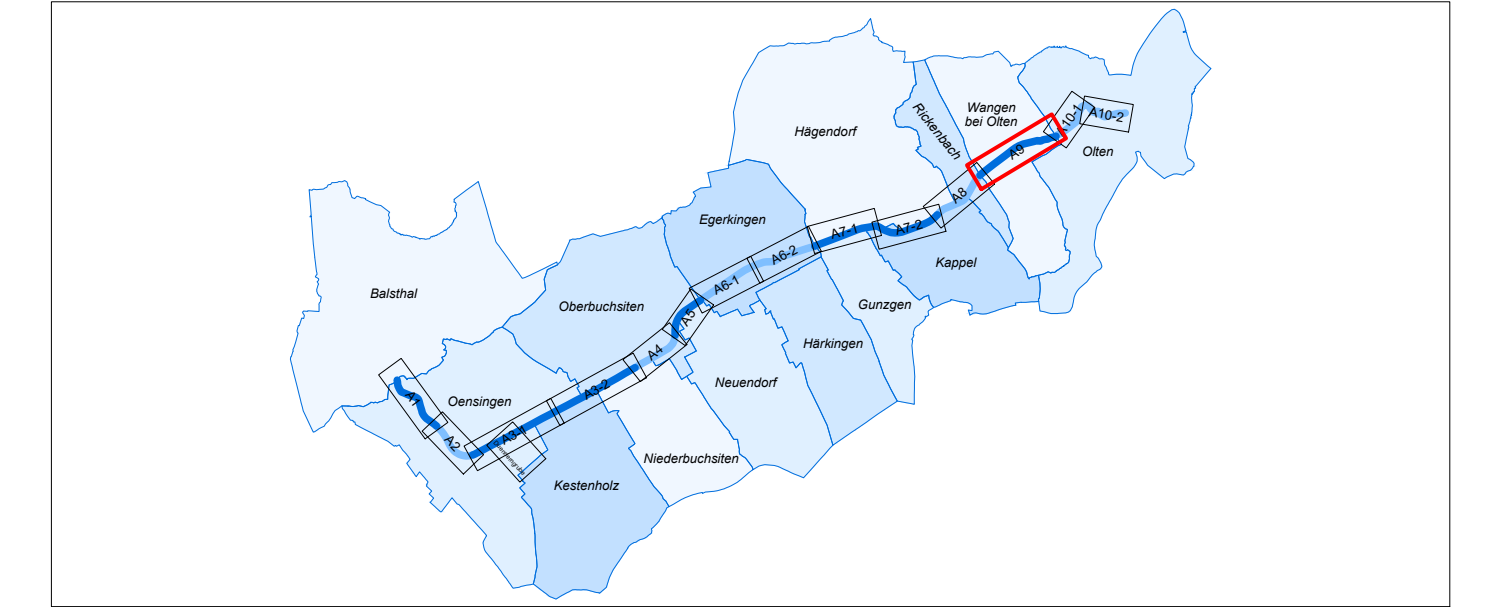 Hägendorf
Rickenbach
Wangen
bei Olten
A10-1
A10-2
Olten
A9
A8
Egerkingen
A7-1
A7-2
A6-2
A6-1
Kappel
Balsthal
Oberbuchsiten
Gunzgen
A5
Härkingen
A4
Neuendorf
A3-2
Oensingen
A1
A2
A3-1
Niederbuchsiten
Kestenholz